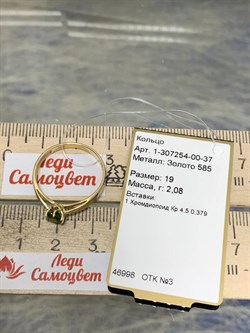 Кольцо
Арт. 1-307254-00-37
Металл: Золото 585
Размер: 19
Масса, г: 2,08
Вставки:
1 Хромдиопсид Кр 4,5 0.379
46998 ОТК №3
Леди
Самоцвет
Леди
Самоцвет